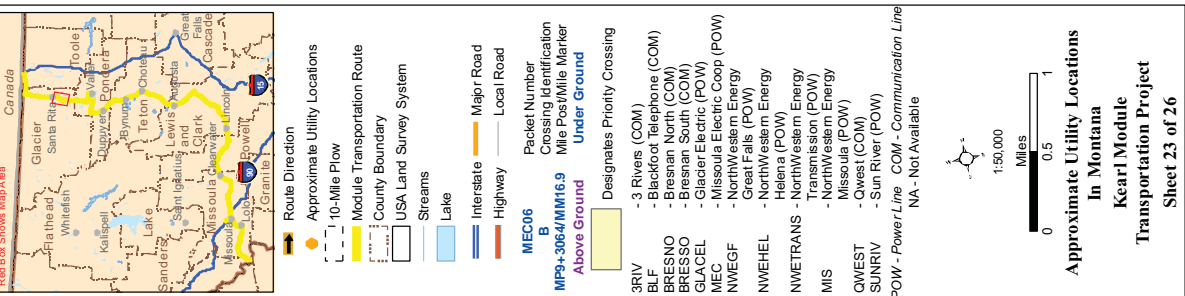 Red Box Shows Map Area
Canada
Glacier
Toole
Santa Rita
Flathead
Whitefish
Valier
Pondera
Dupuyer
Kalispell
Bynum
Choteau
Teton
Great
Falls
Cascade
Lake
Lewis
and
Clark
Augusta
Sanders
Saint Ignatius
Lincoln
Missoula
Clearwater
Powell
15
90
Missoula
Lolo
Granite
Route Direction
Approximate Utility Locations
10-Mile Plow
Module Transportation Route
County Boundary
USA Land Survey System
Streams
Lake
Interstate
Major Road
Highway
Local Road
MEC06 Packet Number
B Crossing Identification
MP9+3064/MM16.9 Mile Post/Mile Marker
Above Ground Under Ground
Designates Priority Crossing
3RIV - 3 Rivers (COM)
BLF - Blackfoot Telephone (COM)
BRESNO - Bresnan North (COM)
BRESSO - Bresnan South (COM)
GLACEL - Glacier Electric (POW)
MEC - Missoula Electric Coop (POW)
NWEGF - NorthWestern Energy
Great Falls (POW)
NWEHEL - NorthWestern Energy
Helena (POW)
NWETRANS - NorthWestern Energy
Transmission (POW)
MIS - NorthWestern Energy
Missoula (POW)
QWEST - Qwest (COM)
SUNRIV - Sun River (POW)
POW - Power Line COM - Communication Line
NA - Not Available
1:50,000
Miles
0 0.5 1
Approximate Utility Locations
In Montana
Kearl Module
Transportation Project
Sheet 23 of 26